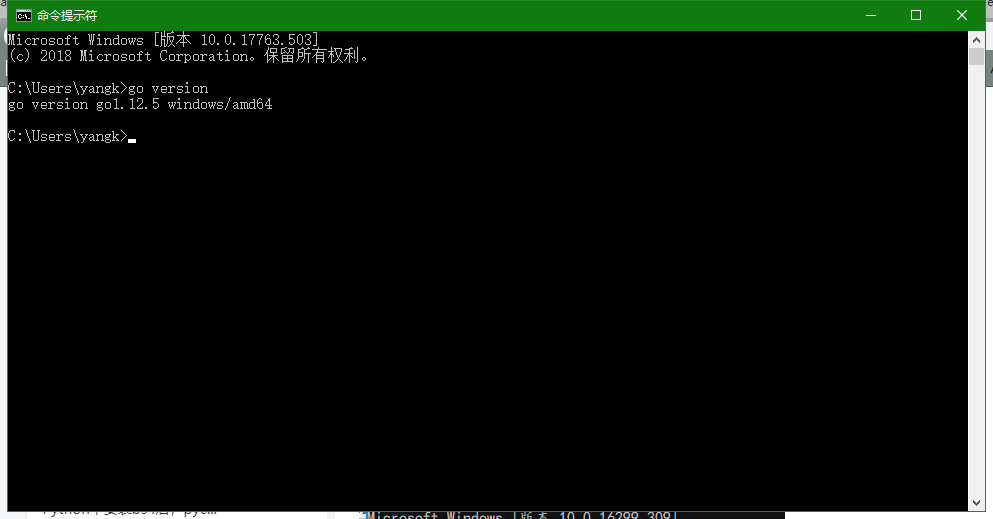 命令提示符
Microsoft Windows [版本 10.0.17763.503]
(c) 2018 Microsoft Corporation。保留所有权利。
C:\Users\yangk>go version
go version go1.12.5 windows/amd64
C:\Users\yangk>
Microsoft Windows [版本 10.0.16299.309]